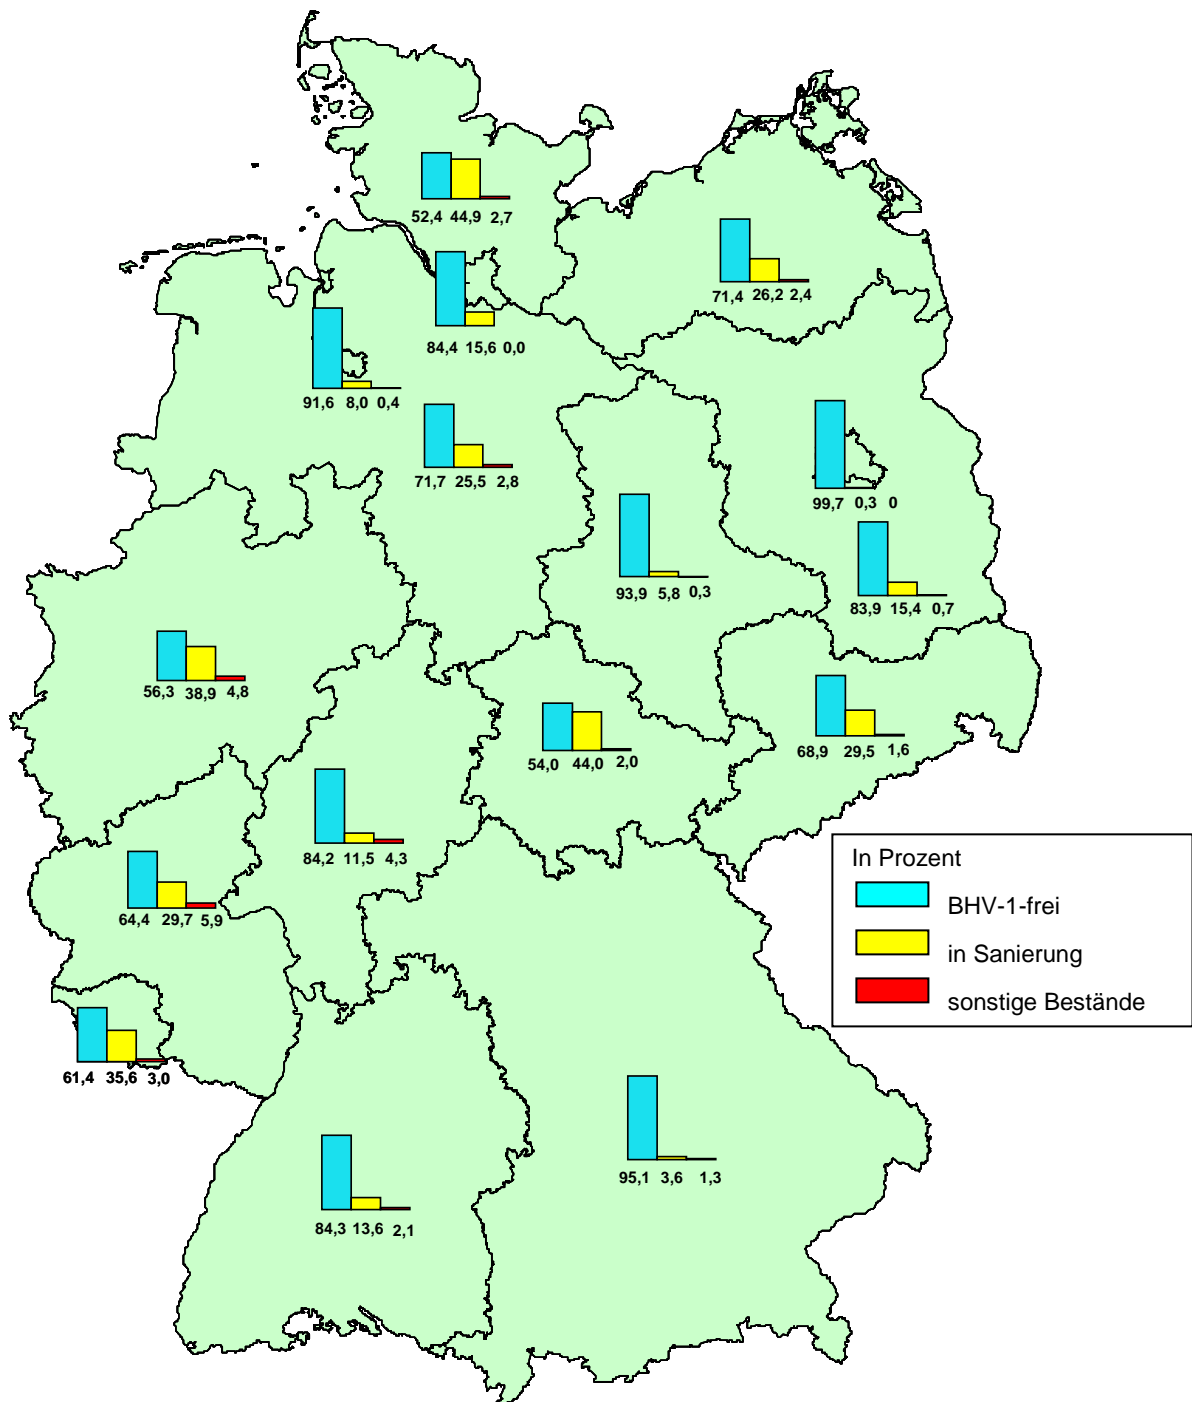 52,4 44,9 2,7
71,4 26,2 2,4
84,4 15,6 0,0
91,6 8,0 0,4
71,7 25,5 2,8
99,7 0,3 0
93,9 5,8 0,3
83,9 15,4 0,7
56,3 38,9 4,8
54,0 44,0 2,0
68,9 29,5 1,6
84,2 11,5 4,3
In Prozent
BHV-1-frei
in Sanierung
sonstige Bestände
64,4 29,7 5,9
61,4 35,6 3,0
95,1 3,6 1,3
84,3 13,6 2,1